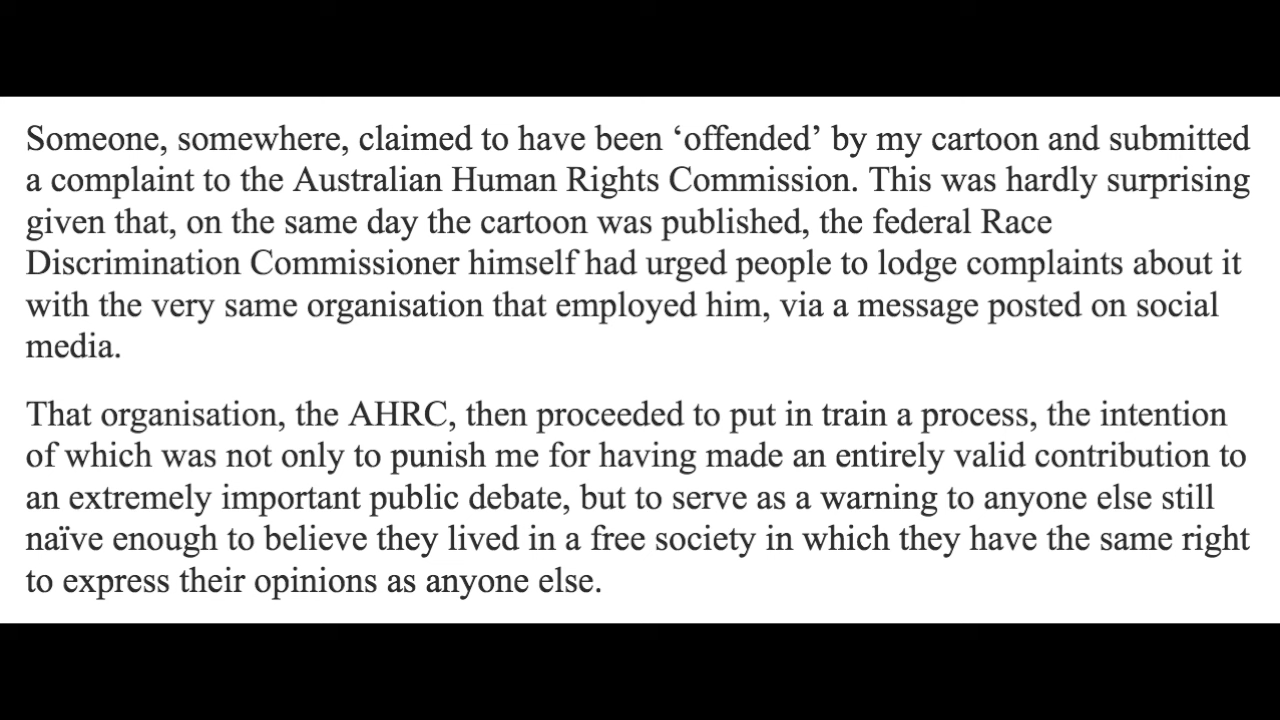 Someone, somewhere, claimed to have been ‘offended’ by my cartoon and submitted
a complaint to the Australian Human Rights Commission. This was hardly surprising
given that, on the same day the cartoon was published, the federal Race
Discrimination Commissioner himself had urged people to lodge complaints about it
with the very same organisation that employed him, via a message posted on social
media.
That organisation, the AHRC, then proceeded to put in train a process, the intention
of which was not only to punish me for having made an entirely valid contribution to
an extremely important public debate, but to serve as a warning to anyone else still
naïve enough to believe they lived in a free society in which they have the same right
to express their opinions as anyone else.